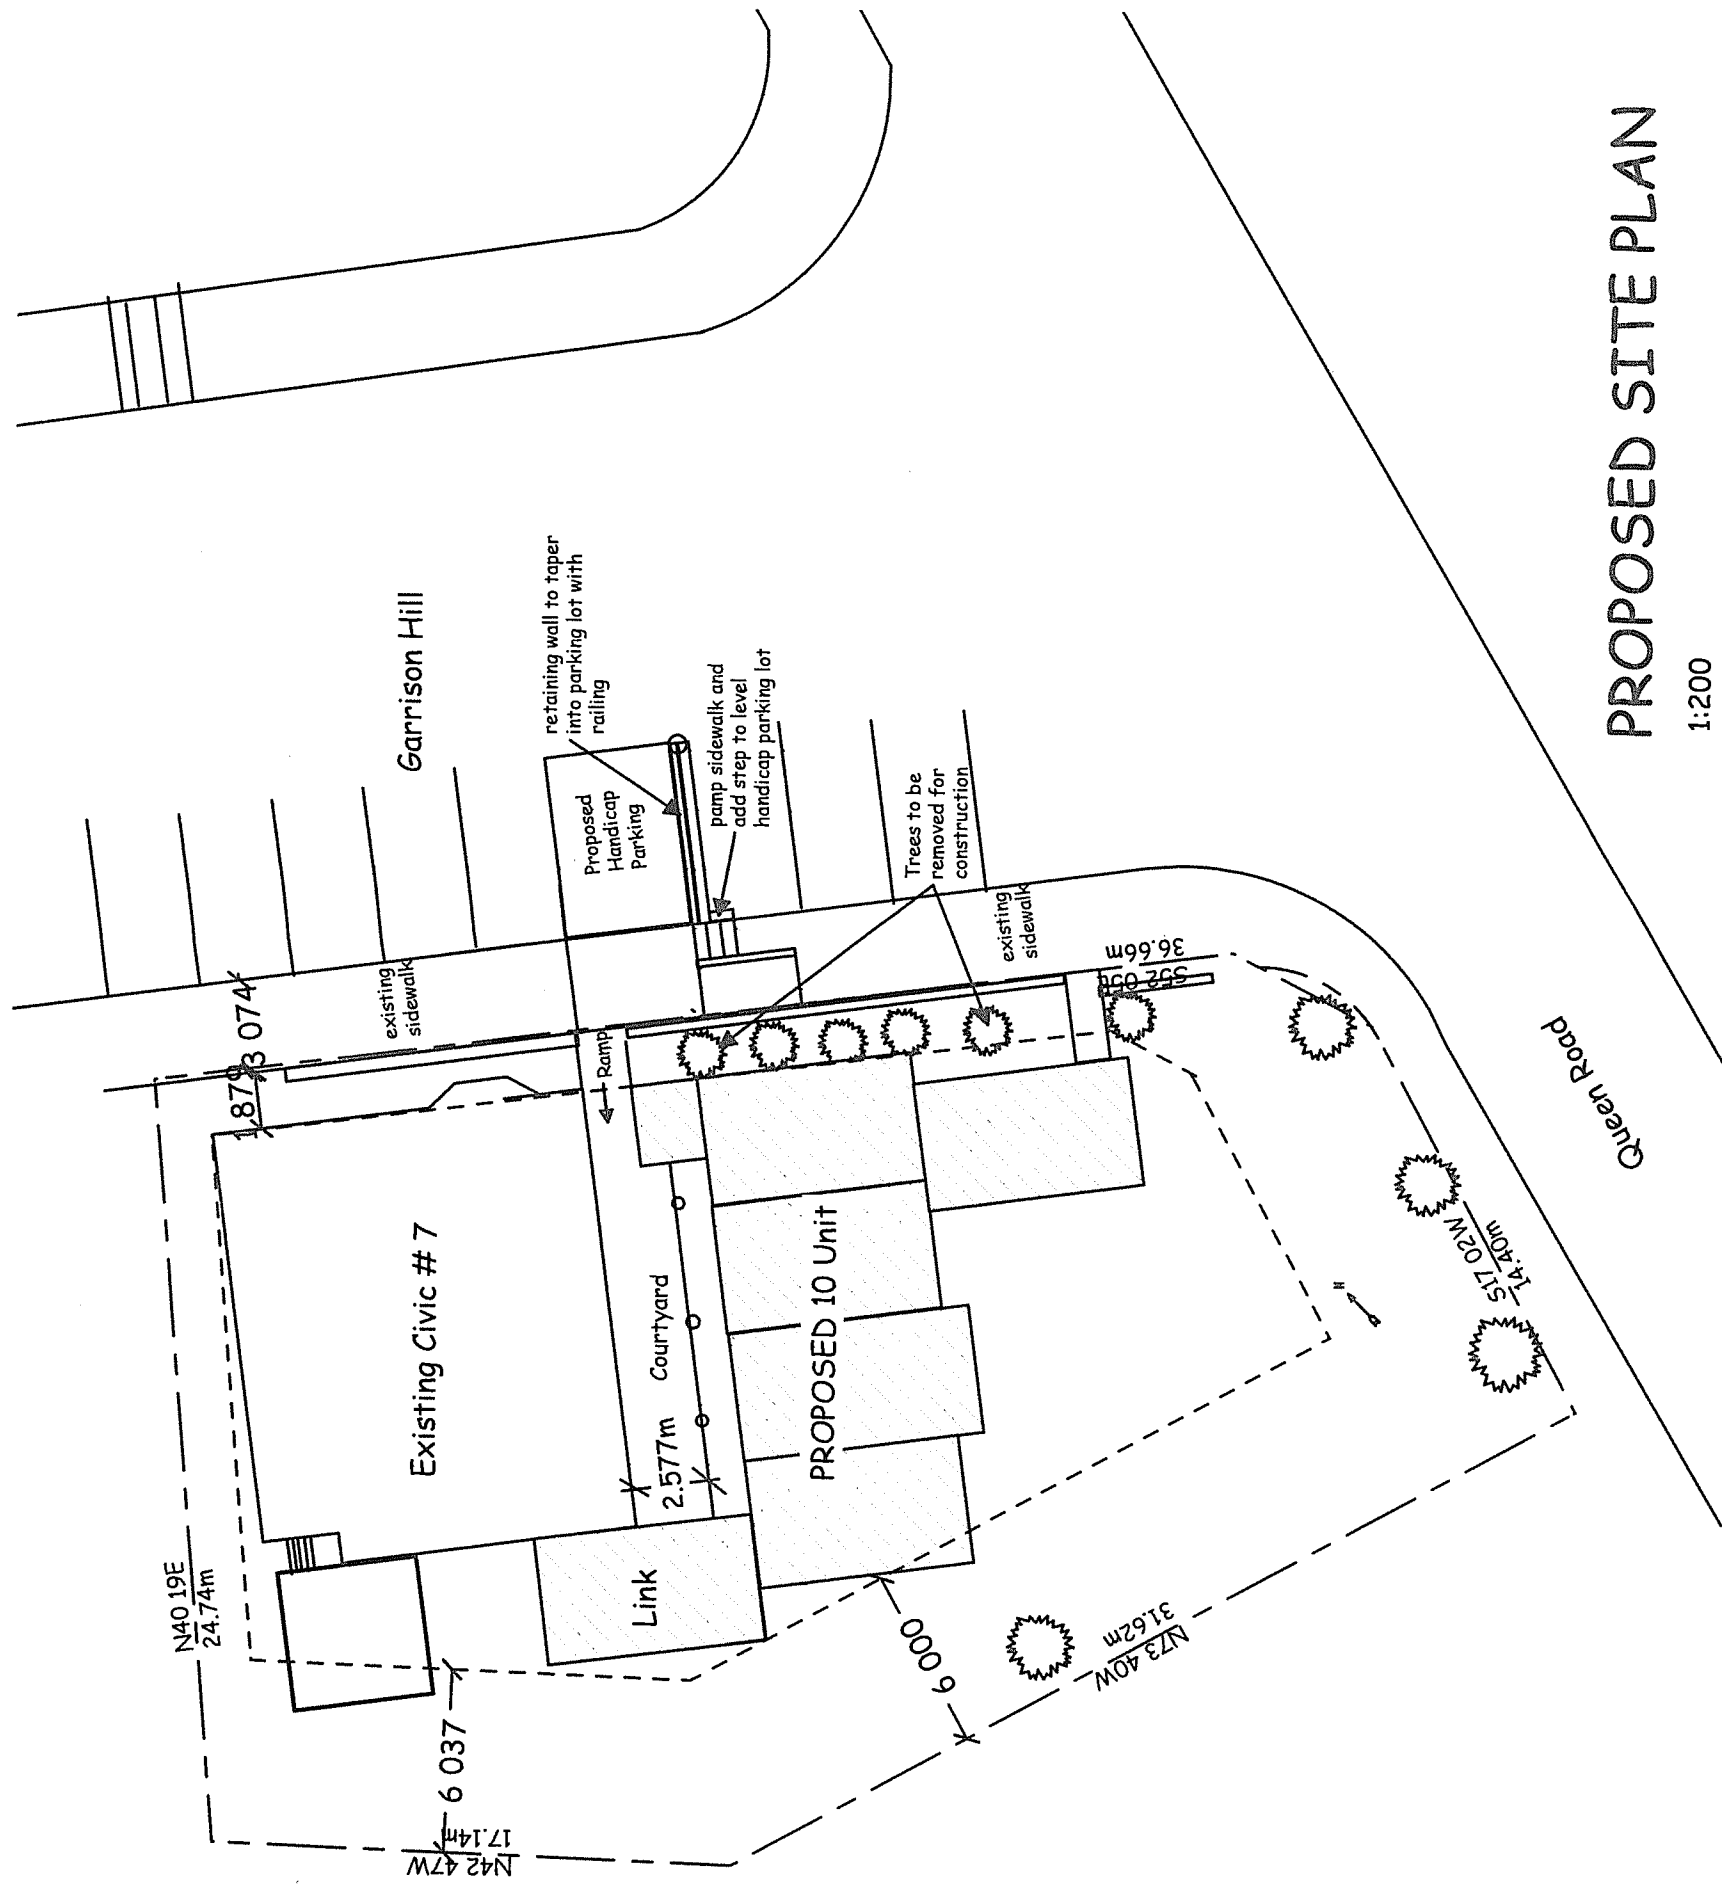 PROPOSED SITE PLAN
1:200
Garrison Hill
retaining wall to taper
into parking lot with
railing
pamp sidewalk and
add step to level
handicap parking lot
Proposed
Handicap
Parking
Trees to be
removed for
construction
existing
sidewalk
existing
sidewalk
3 074
1,879
Ramp
36.66m
Existing Civic # 7
Courtyard
2.577m
PROPOSED 10 Unit
Link
N40 19E
24.74m
6 037
N42 47W
17.14m
6 000
N73 40W
31.62m
S17 02W
14.40m
N
Queen Road